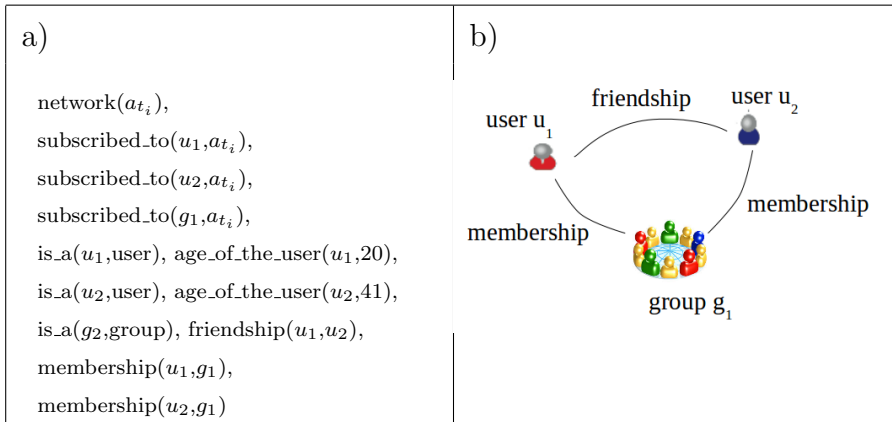 a)
network(a_{t_i}),
subscribed_to(u_1,a_{t_i}),
subscribed_to(u_2,a_{t_i}),
subscribed_to(g_1,a_{t_i}),
is_a(u_1,user), age_of_the_user(u_1,20),
is_a(u_2,user), age_of_the_user(u_2,41),
is_a(g_2,group), friendship(u_1,u_2),
membership(u_1,g_1),
membership(u_2,g_1)
b)
user u_1
friendship
user u_2
membership
membership
group g_1